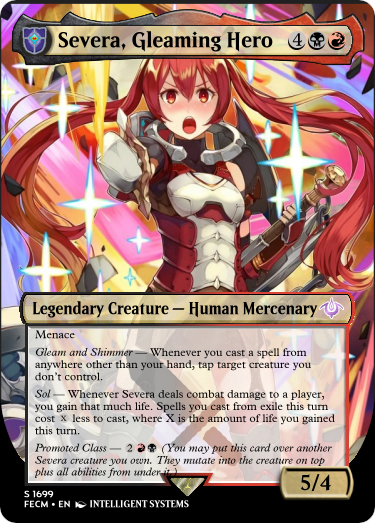 Severa, Gleaming Hero 4
Legendary Creature — Human Mercenary
Menace
Gleam and Shimmer — Whenever you cast a spell from
anywhere other than your hand, tap target creature
you don't control.
Sol — Whenever Severa deals combat damage to a player,
you gain that much life. Spells you cast from exile this turn
cost X less to cast, where X is the amount of life you gained
this turn.
Promoted Class — 2 (You may put this card over another
Severa creature you own. They mutate into the creature on top
plus all abilities from under it.)
5/4
S 1699
FECM • EN INTELLIGENT SYSTEMS